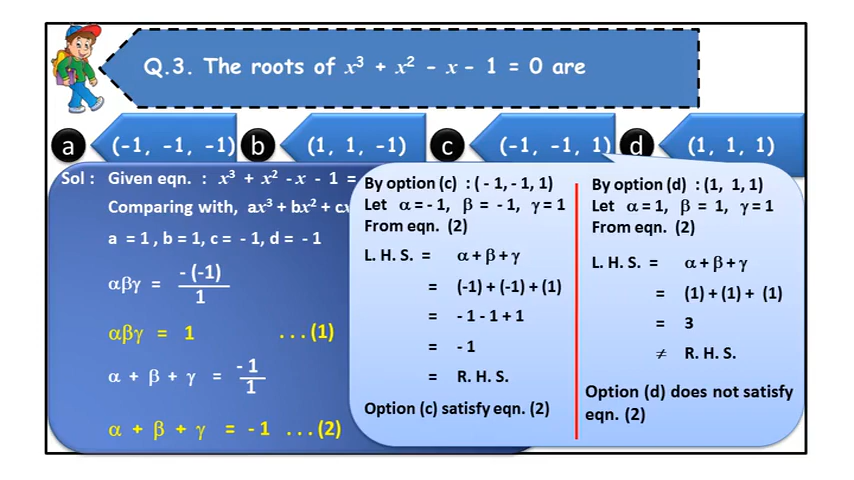 Q.3. The roots of x³ + x² - x - 1 = 0 are
a (-1, -1, -1) b (1, 1, -1) c (-1, -1, 1) d (1, 1, 1)
Sol : Given eqn. : x³ + x² - x - 1 =
Comparing with, ax³ + bx² + cx
a = 1 , b = 1, c = - 1, d = - 1
αβγ = - (-1) / 1
αβγ = 1 . . . (1)
α + β + γ = - 1 / 1
α + β + γ = - 1 . . . (2)
By option (c) : ( - 1, - 1, 1)
Let α = - 1, β = - 1, γ = 1
From eqn. (2)
L. H. S. = α + β + γ
= (-1) + (-1) + (1)
= - 1 - 1 + 1
= - 1
= R. H. S.
Option (c) satisfy eqn. (2)
By option (d) : (1, 1, 1)
Let α = 1, β = 1, γ = 1
From eqn. (2)
L. H. S. = α + β + γ
= (1) + (1) + (1)
= 3
≠ R. H. S.
Option (d) does not satisfy
eqn. (2)